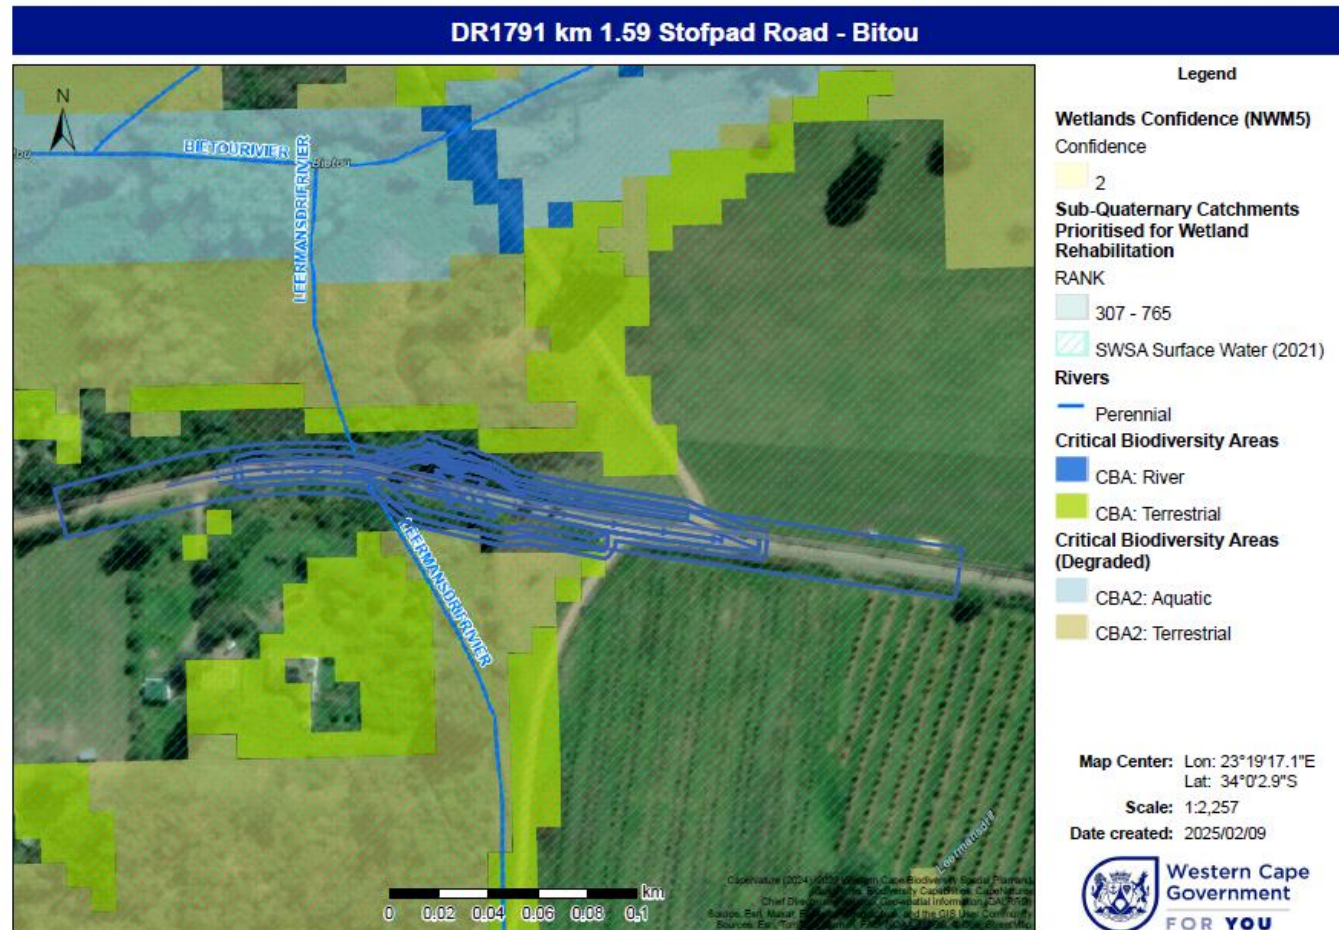 DR1791 km 1.59 Stofpad Road - Bitou
N
BIETOURIVIER
Bietou
LEERMANSDRIFRIVIER
LEERMANSDRIFRIVIER
km
0 0,02 0,04 0,06 0,08 0,1
Legend
Wetlands Confidence (NWM5)
Confidence
2
Sub-Quaternary Catchments
Prioritised for Wetland
Rehabilitation
RANK
307 - 765
SWSA Surface Water (2021)
Rivers
Perennial
Critical Biodiversity Areas
CBA: River
CBA: Terrestrial
Critical Biodiversity Areas
(Degraded)
CBA2: Aquatic
CBA2: Terrestrial
Map Center: Lon: 23°19'17.1"E
Lat: 34°0'2.9"S
Scale: 1:2,257
Date created: 2025/02/09
Western Cape
Government
FOR YOU